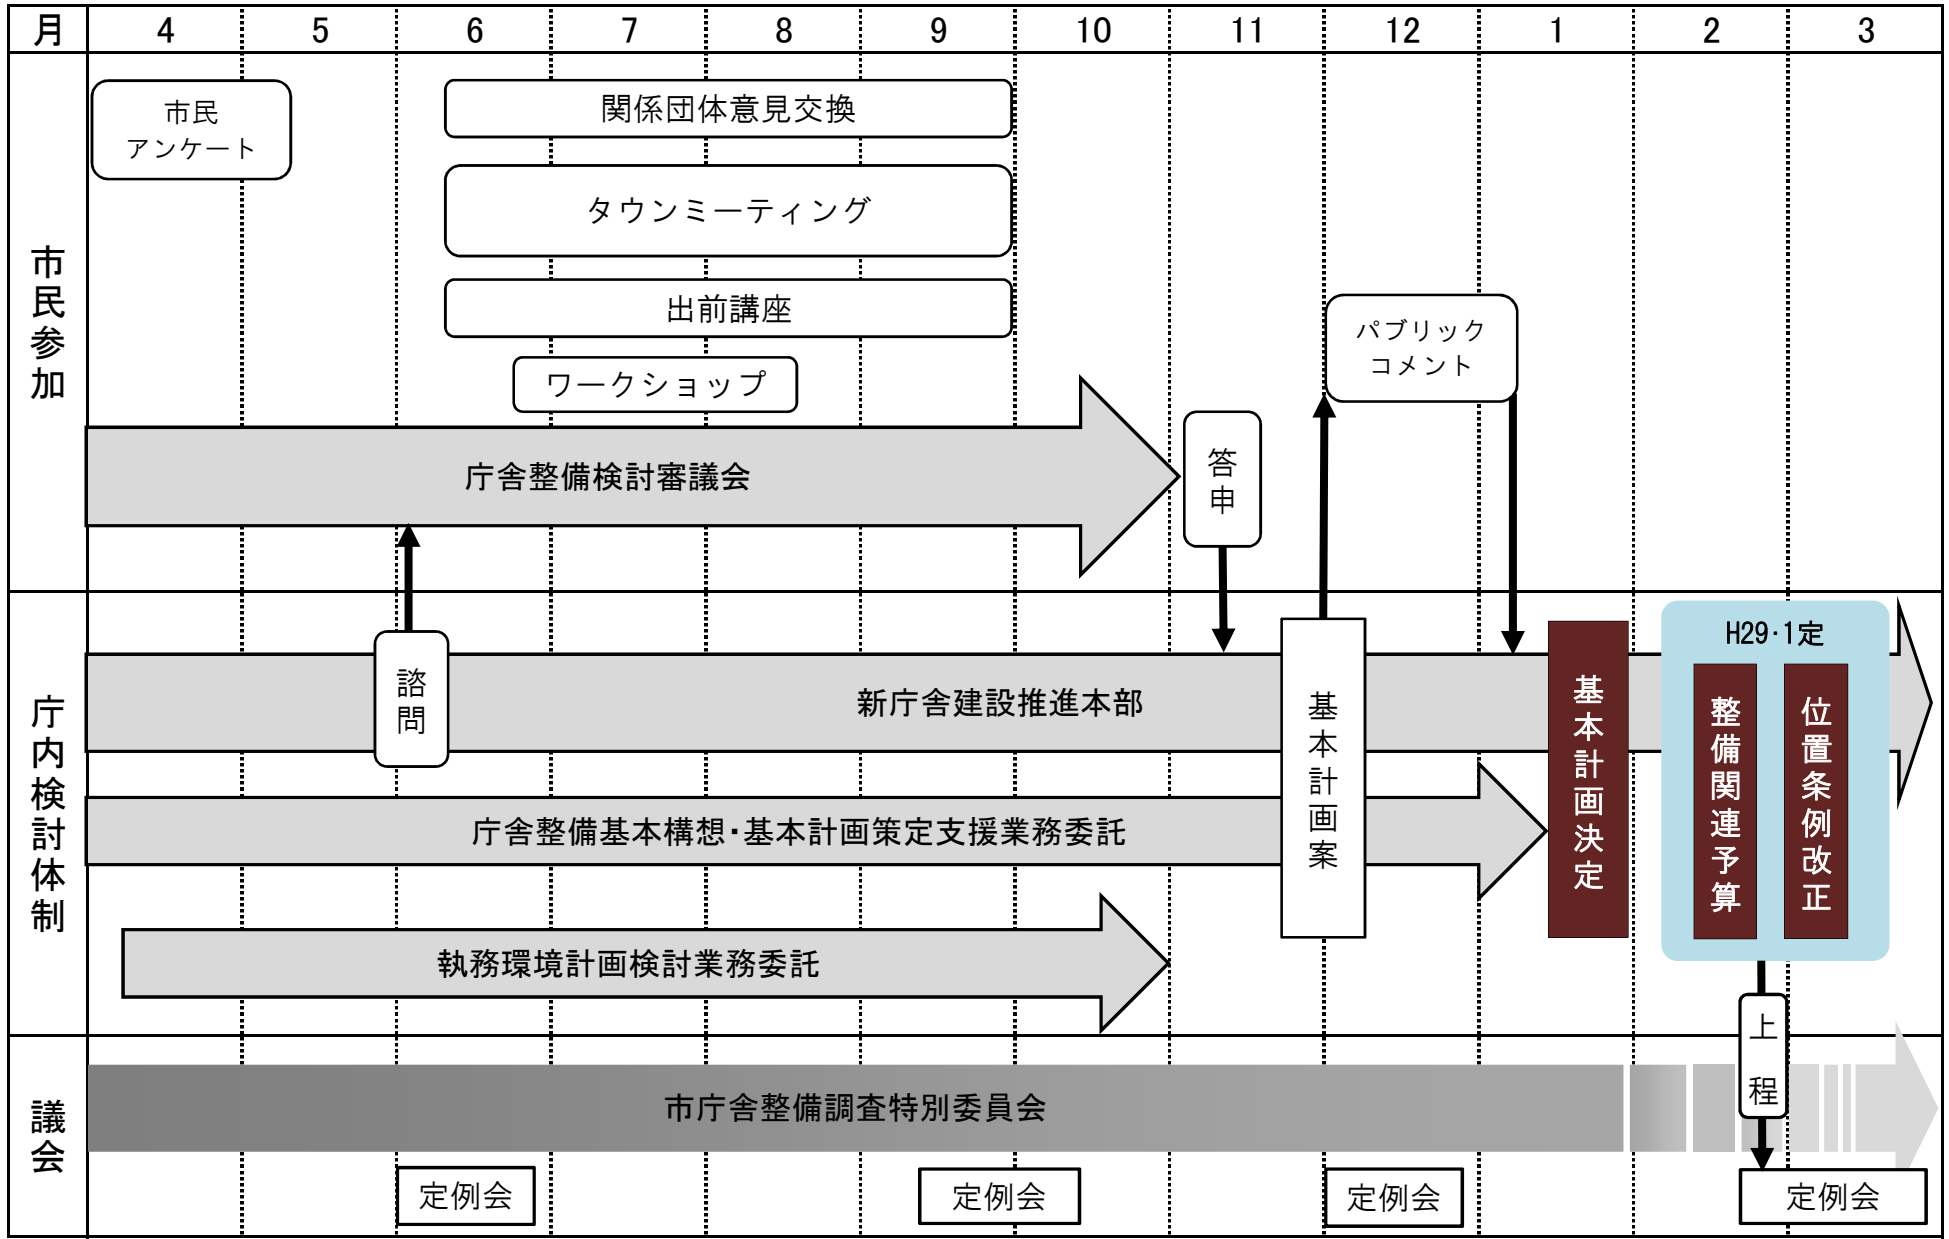 月 4 5 6 7 8 9 10 11 12 1 2 3
市民参加
市民
アンケート
関係団体意見交換
タウンミーティング
出前講座
ワークショップ
庁舎整備検討審議会
答申
パブリック
コメント
庁内検討体制
諮問
新庁舎建設推進本部
庁舎整備基本構想・基本計画策定支援業務委託
執務環境計画検討業務委託
基本計画案
基本計画決定
H29・1定
整備関連予算
位置条例改正
上程
議会
市庁舎整備調査特別委員会
定例会
定例会
定例会
定例会